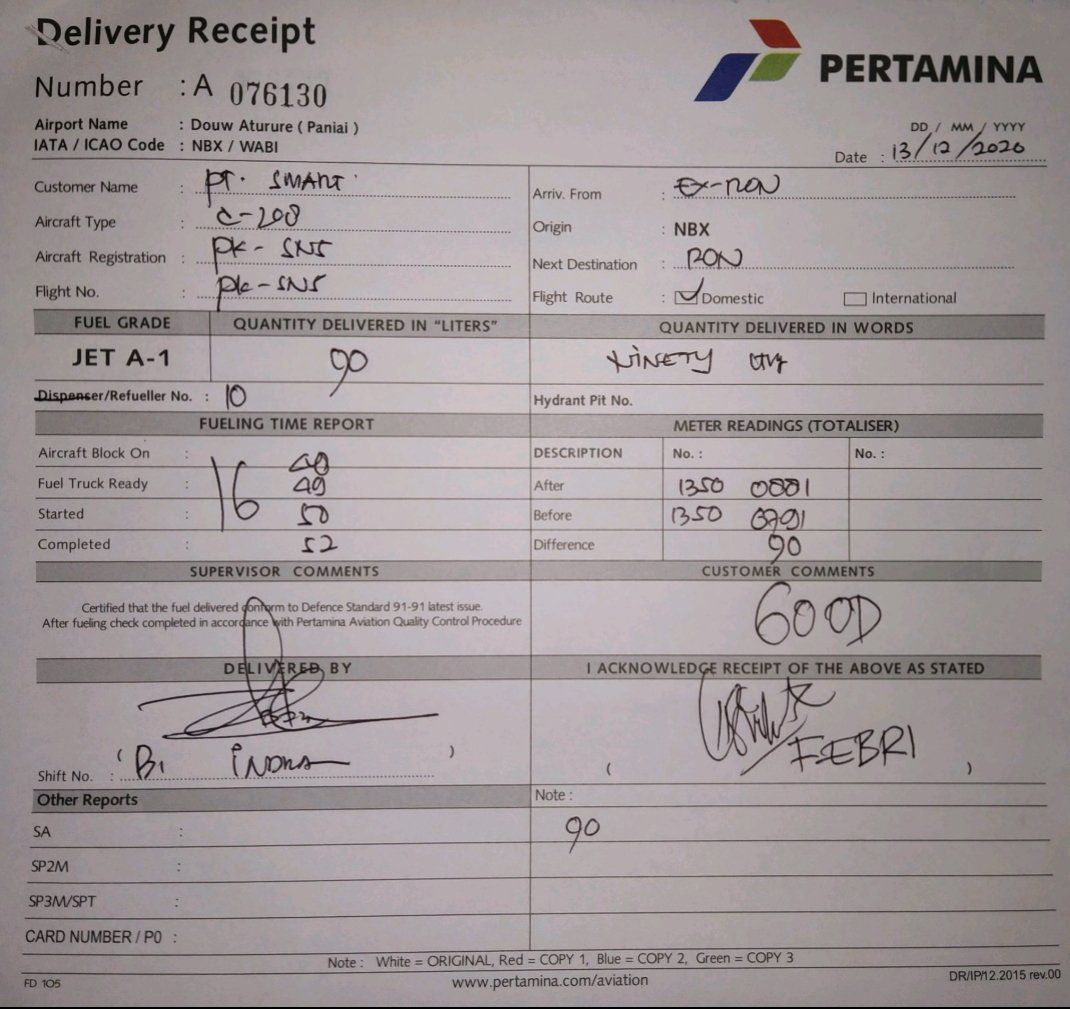 Delivery Receipt
PERTAMINA
Number : A 076130
Airport Name : Douw Aturure ( Paniai )
IATA / ICAO Code : NBX / WABI
DD / MM / YYYY
Date : 13/12/2020
Customer Name : PT. SMART
Arriv. From : EX-RON
Aircraft Type : C-208
Origin : NBX
Aircraft Registration : PK - SNS
Next Destination : RON
Flight No. : PK-SNS
Flight Route : Domestic International
FUEL GRADE QUANTITY DELIVERED IN "LITERS" QUANTITY DELIVERED IN WORDS
JET A-1 90 NINETY
Dispenser/Refueller No. : 10 Hydrant Pit No.
FUELING TIME REPORT METER READINGS (TOTALISER)
Aircraft Block On : DESCRIPTION No. : No. :
Fuel Truck Ready : 16 49 After 1350 0881
Started : 50 Before 1350 0791
Completed : 52 Difference 90
SUPERVISOR COMMENTS CUSTOMER COMMENTS
Certified that the fuel delivered conform to Defence Standard 91-91 latest issue.
After fueling check completed in accordance with Pertamina Aviation Quality Control Procedure
GOOD
DELIVERED BY I ACKNOWLEDGE RECEIPT OF THE ABOVE AS STATED
FEBRI
Shift No. : ( B1 INDRA ) ( )
Other Reports Note :
SA : 90
SP2M :
SP3M/SPT :
CARD NUMBER / P0 :
Note : White = ORIGINAL, Red = COPY 1, Blue = COPY 2, Green = COPY 3
FD 105 www.pertamina.com/aviation DR/IP/12.2015 rev.00